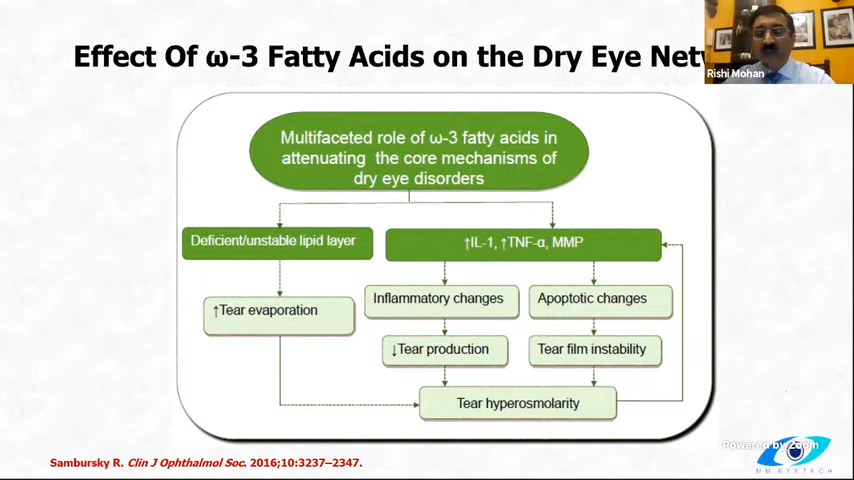 Effect Of ω-3 Fatty Acids on the Dry Eye
Rishi Mohan
Multifaceted role of ω-3 fatty acids in
attenuating the core mechanisms of
dry eye disorders
Deficient/unstable lipid layer
↑IL-1, ↑TNF-α, MMP
↑Tear evaporation
Inflammatory changes
Apoptotic changes
↓Tear production
Tear film instability
Tear hyperosmolarity
Powered by Zoom
MM EYETECH
Sambursky R. Clin J Ophthalmol Soc. 2016;10:3237–2347.